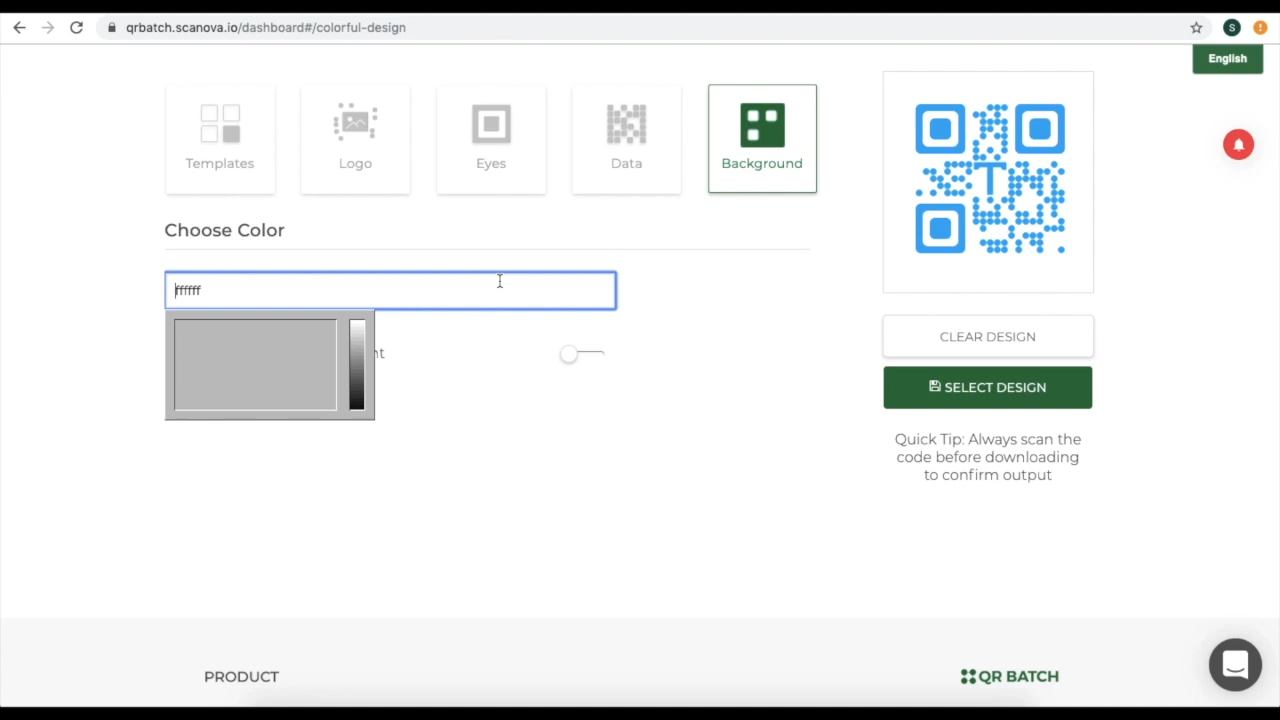 qrbatch.scanova.io/dashboard#/colorful-design
S
English
Templates
Logo
Eyes
Data
Background
Choose Color
ffffff
nt
T
CLEAR DESIGN
SELECT DESIGN
Quick Tip: Always scan the
code before downloading
to confirm output
PRODUCT
QR BATCH